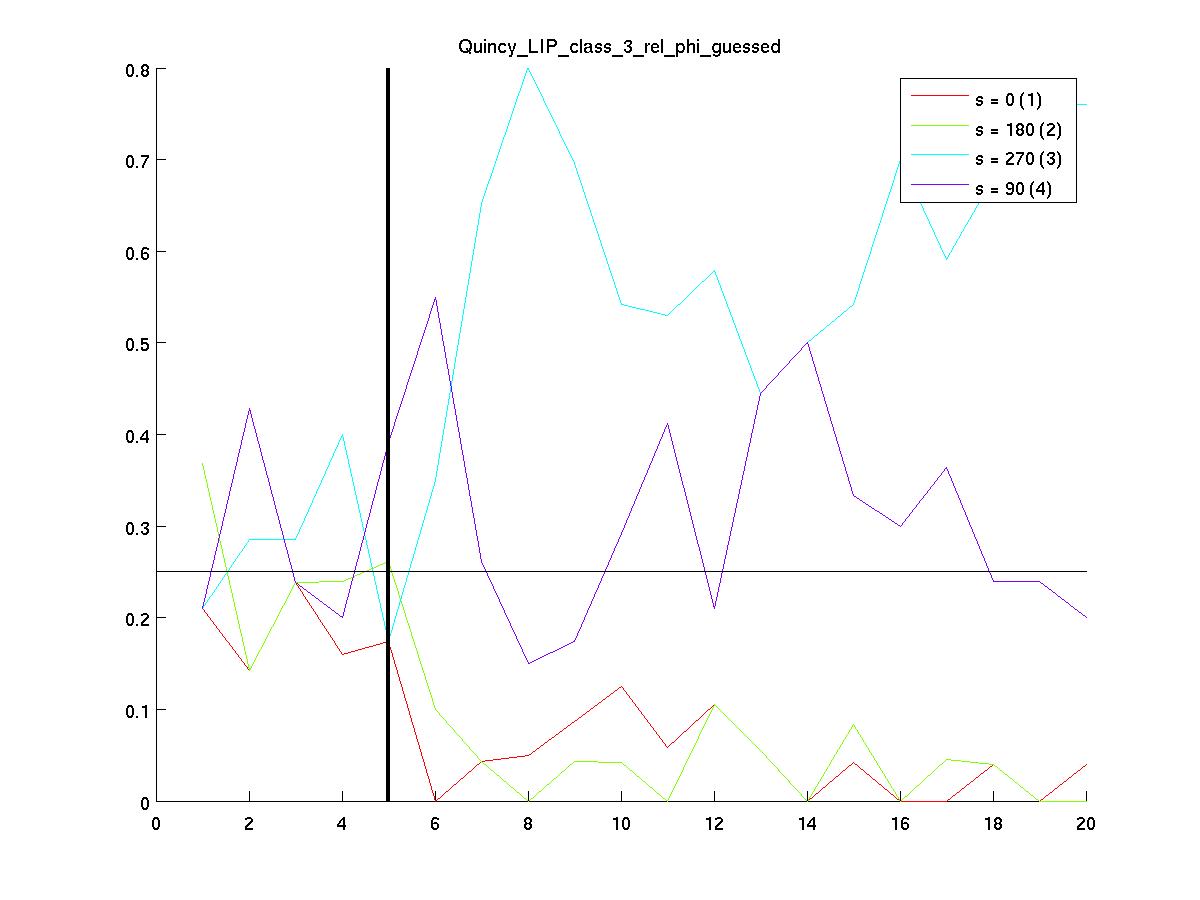 Quincy_LIP_class_3_rel_phi_guessed
0.8
s = 0 (1)
s = 180 (2)
s = 270 (3)
s = 90 (4)
0.7
0.6
0.5
0.4
0.3
0.2
0.1
0
0 2 4 6 8 10 12 14 16 18 20